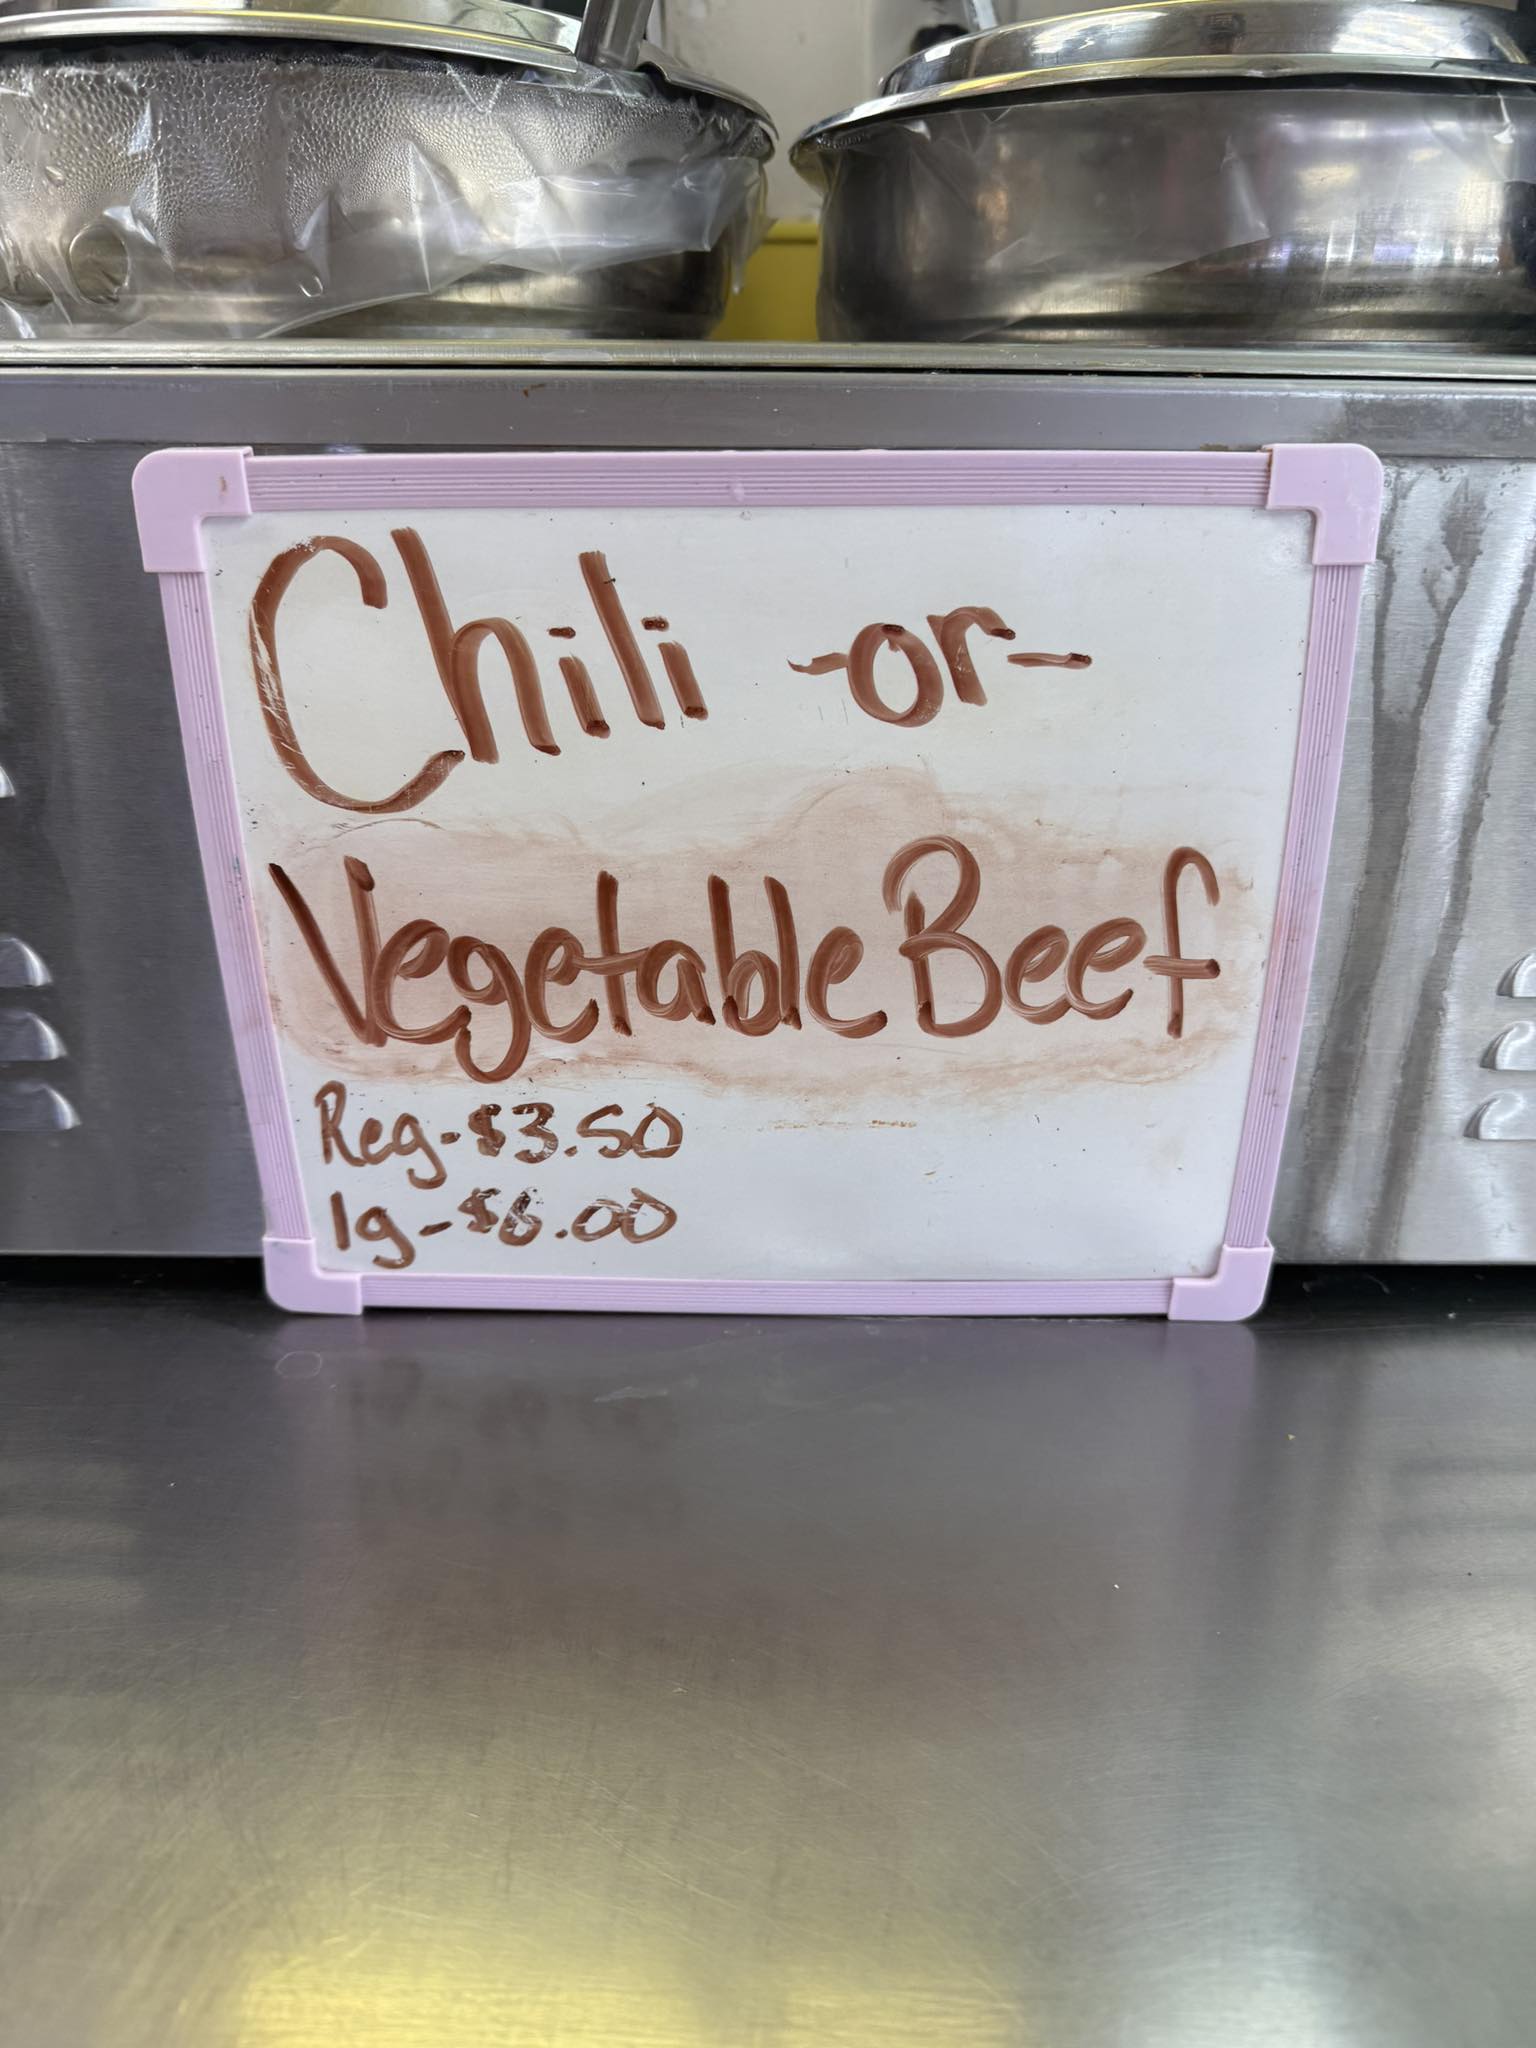 Chili -or-
Vegetable Beef
Reg-$3.50
lg-$6.00